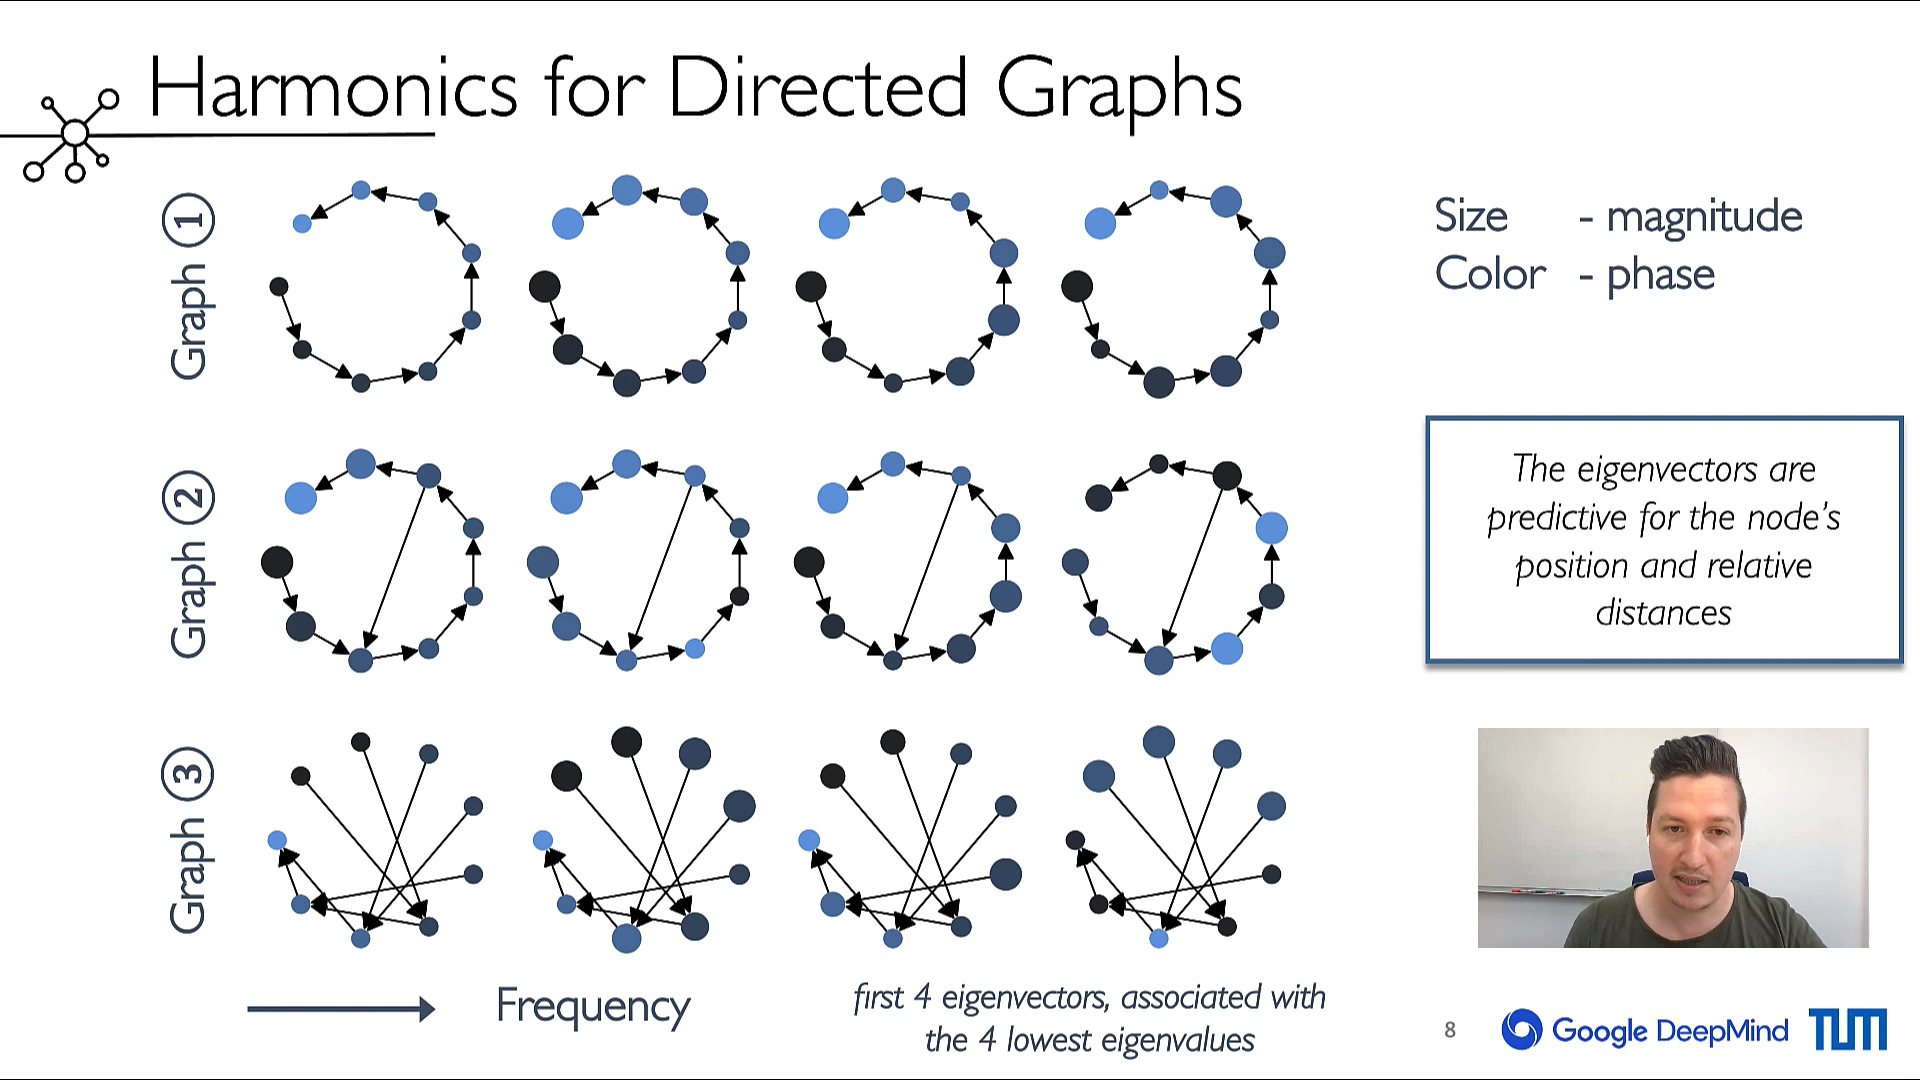 Harmonics for Directed Graphs
Graph 1
Graph 2
Graph 3
Size - magnitude
Color - phase
The eigenvectors are
predictive for the node's
position and relative
distances
Frequency
first 4 eigenvectors, associated with
the 4 lowest eigenvalues
8
Google DeepMind
TUM